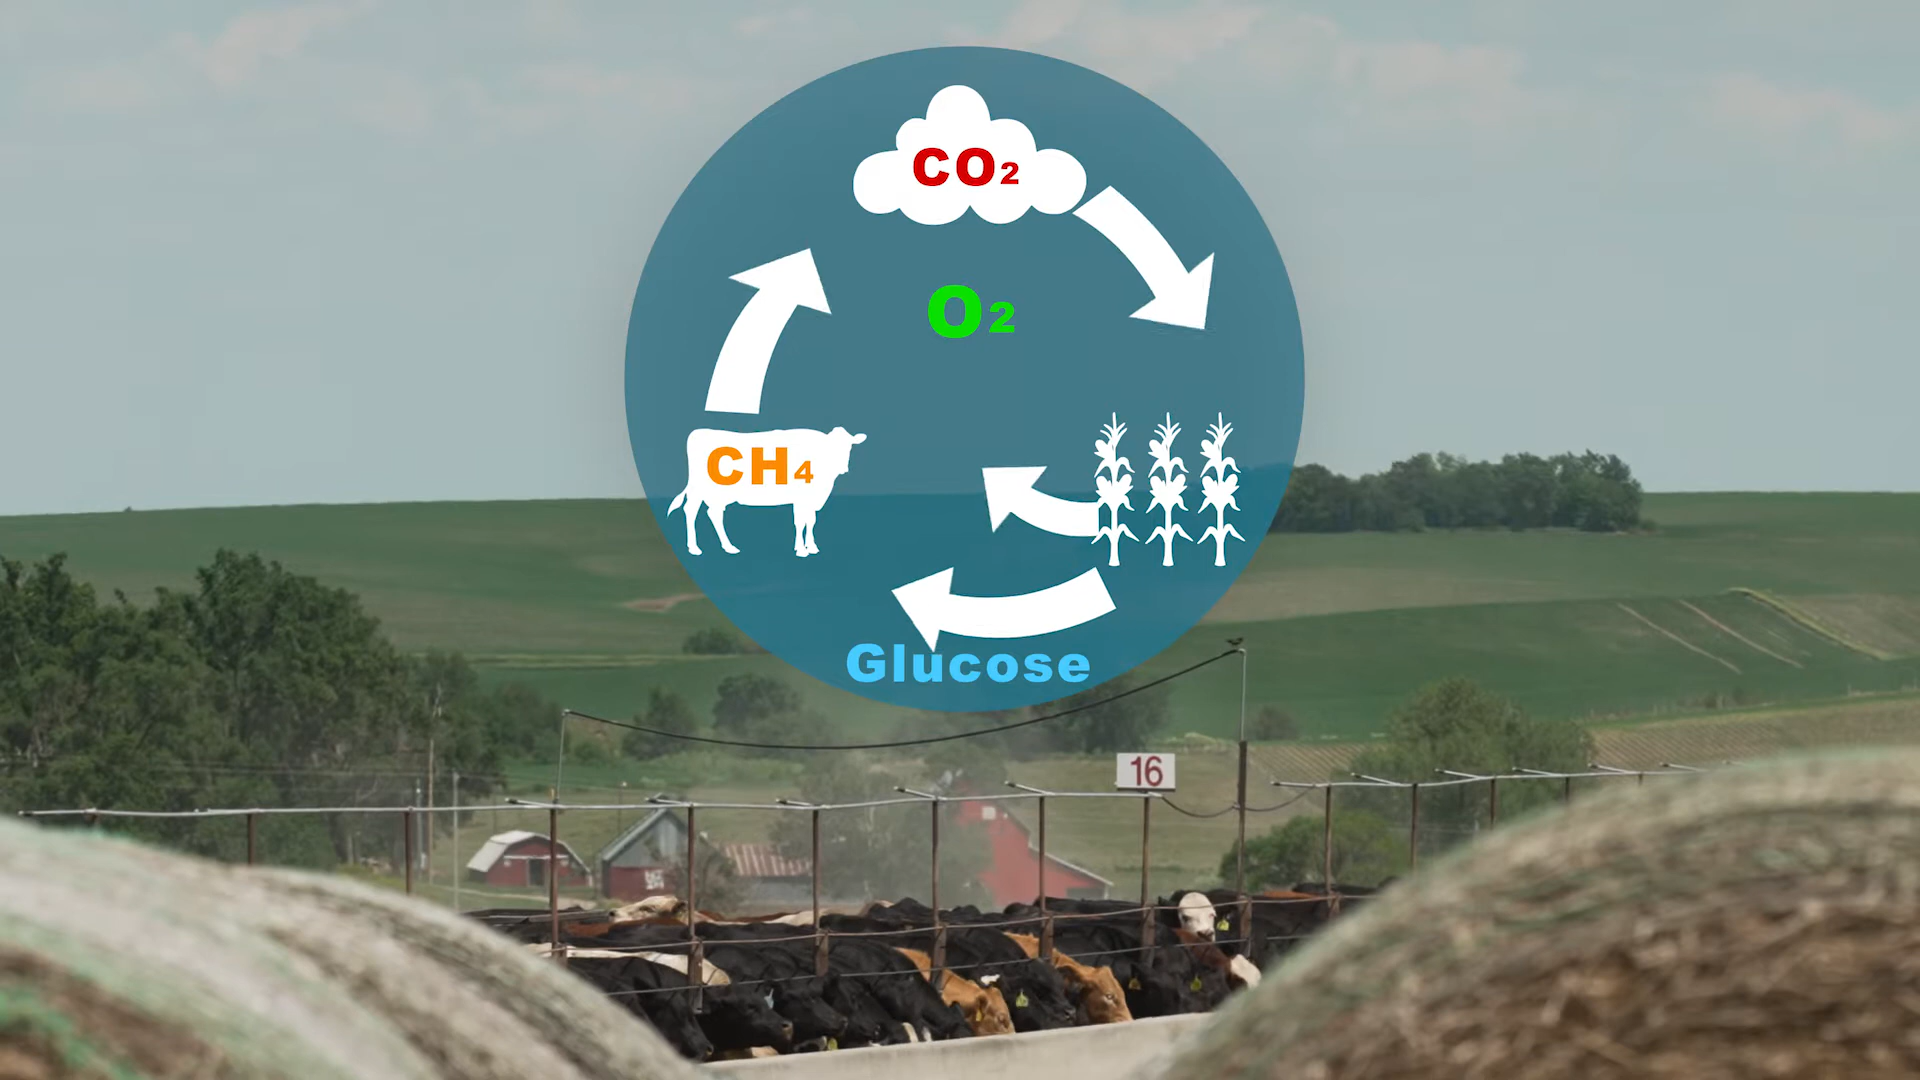 CO₂
O₂
CH₄
Glucose
16